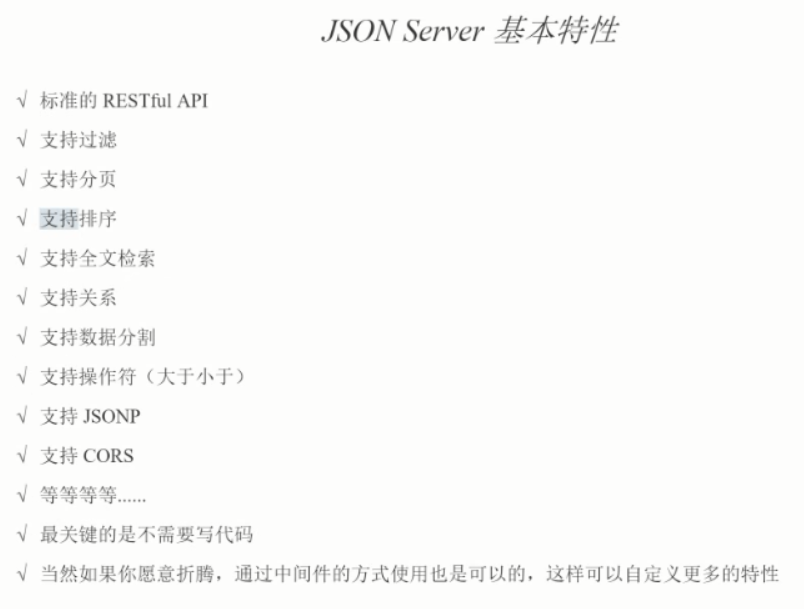 JSON Server 基本特性
√ 标准的 RESTful API
√ 支持过滤
√ 支持分页
√ 支持排序
√ 支持全文检索
√ 支持关系
√ 支持数据分割
√ 支持操作符（大于小于）
√ 支持 JSONP
√ 支持 CORS
√ 等等等等......
√ 最关键的是不需要写代码
√ 当然如果你愿意折腾，通过中间件的方式使用也是可以的，这样可以自定义更多的特性